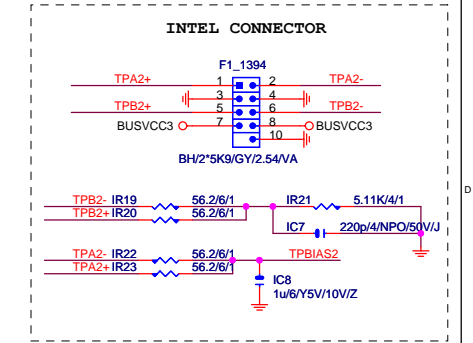 INTEL CONNECTOR
F1_1394
TPA2+ 1 2 TPA2-
3 4
TPB2+ 5 6 TPB2-
BUSVCC3 7 8 BUSVCC3
10
BH/2*5K9/GY/2.54/VA
D
TPB2- IR19 56.2/6/1 IR21 5.11K/4/1
TPB2+ IR20 56.2/6/1
IC7 220p/4/NPO/50V/J
TPA2- IR22 56.2/6/1 TPBIAS2
TPA2+ IR23 56.2/6/1
IC8
1u/6/Y5V/10V/Z